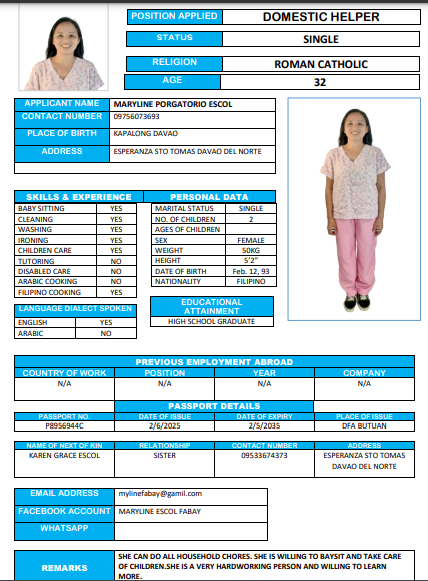 POSITION APPLIED DOMESTIC HELPER
STATUS SINGLE
RELIGION ROMAN CATHOLIC
AGE 32
APPLICANT NAME MARYLINE PORGATORIO ESCOL
CONTACT NUMBER 09756073693
PLACE OF BIRTH KAPALONG DAVAO
ADDRESS ESPERANZA STO TOMAS DAVAO DEL NORTE
SKILLS & EXPERIENCE
BABY SITTING YES
CLEANING YES
WASHING YES
IRONING YES
CHILDREN CARE YES
TUTORING NO
DISABLED CARE NO
ARABIC COOKING NO
FILIPINO COOKING YES
PERSONAL DATA
MARITAL STATUS SINGLE
NO. OF CHILDREN 2
AGES OF CHILDREN
SEX FEMALE
WEIGHT 50KG
HEIGHT 5'2"
DATE OF BIRTH Feb. 12, 93
NATIONALITY FILIPINO
LANGUAGE DIALECT SPOKEN
ENGLISH YES
ARABIC NO
EDUCATIONAL
ATTAINMENT
HIGH SCHOOL GRADUATE
PREVIOUS EMPLOYMENT ABROAD
COUNTRY OF WORK POSITION YEAR COMPANY
N/A N/A N/A N/A
PASSPORT DETAILS
PASSPORT NO. DATE OF ISSUE DATE OF EXPIRY PLACE OF ISSUE
P8956944C 2/6/2025 2/5/2035 DFA BUTUAN
NAME OF NEXT OF KIN RELATIONSHIP CONTACT NUMBER ADDRESS
KAREN GRACE ESCOL SISTER 09533674373 ESPERANZA STO TOMAS
DAVAO DEL NORTE
EMAIL ADDRESS mylinefabay@gamil.com
FACEBOOK ACCOUNT MARYLINE ESCOL FABAY
WHATSAPP
REMARKS SHE CAN DO ALL HOUSEHOLD CHORES. SHE IS WILLING TO BAYSIT AND TAKE CARE
OF CHILDREN.SHE IS A VERY HARDWORKING PERSON AND WILLING TO LEARN
MORE.